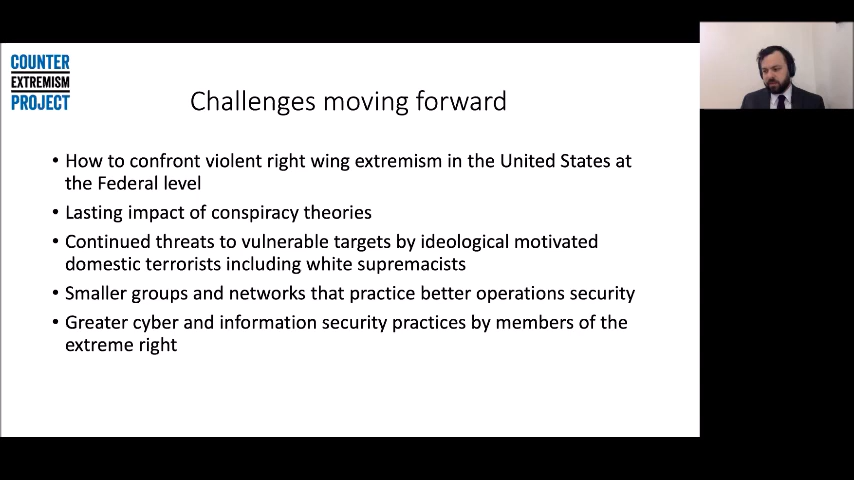 COUNTER
EXTREMISM
PROJECT
Challenges moving forward
• How to confront violent right wing extremism in the United States at
the Federal level
• Lasting impact of conspiracy theories
• Continued threats to vulnerable targets by ideological motivated
domestic terrorists including white supremacists
• Smaller groups and networks that practice better operations security
• Greater cyber and information security practices by members of the
extreme right